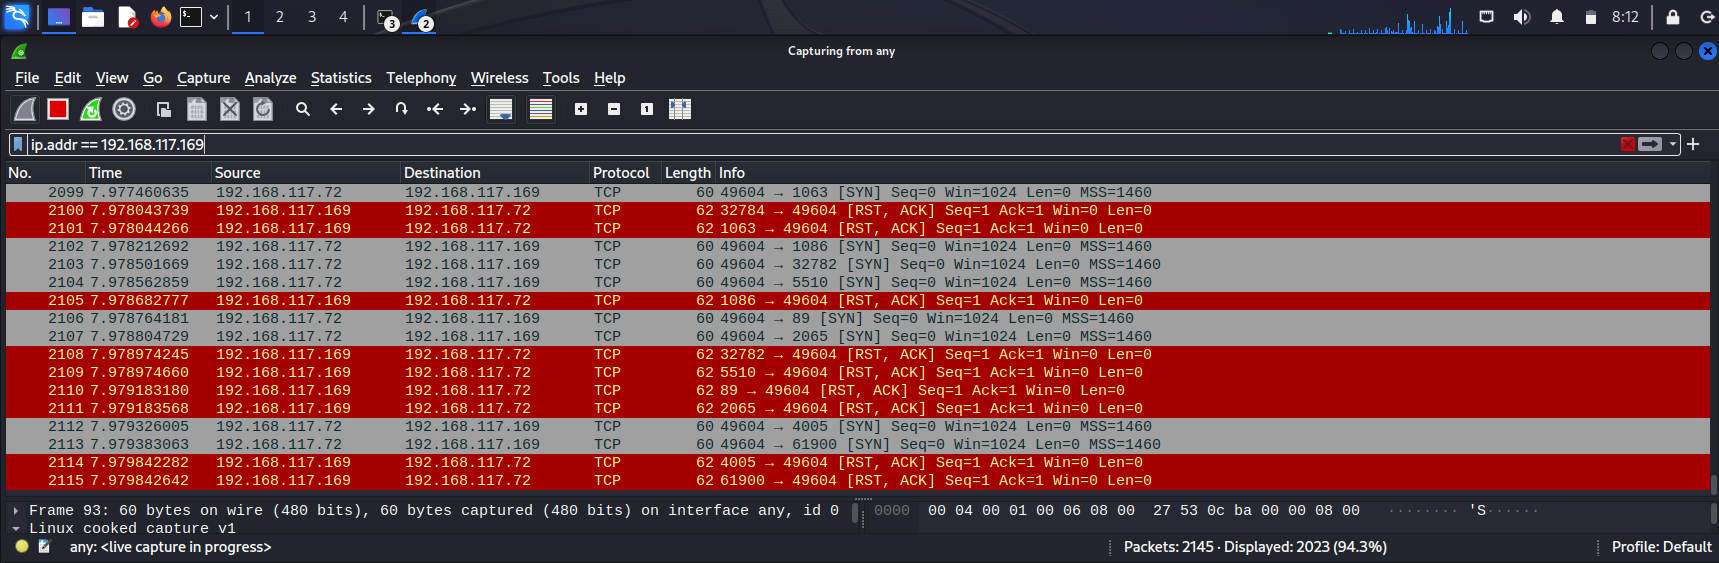 1 2 3 4 3 2 8:12
Capturing from any
File Edit View Go Capture Analyze Statistics Telephony Wireless Tools Help
ip.addr == 192.168.117.169
No. Time Source Destination Protocol Length Info
2099 7.977460635 192.168.117.72 192.168.117.169 TCP 60 49604 → 1063 [SYN] Seq=0 Win=1024 Len=0 MSS=1460
2100 7.978043739 192.168.117.169 192.168.117.72 TCP 62 32784 → 49604 [RST, ACK] Seq=1 Ack=1 Win=0 Len=0
2101 7.978044266 192.168.117.169 192.168.117.72 TCP 62 1063 → 49604 [RST, ACK] Seq=1 Ack=1 Win=0 Len=0
2102 7.978212692 192.168.117.72 192.168.117.169 TCP 60 49604 → 1086 [SYN] Seq=0 Win=1024 Len=0 MSS=1460
2103 7.978501669 192.168.117.72 192.168.117.169 TCP 60 49604 → 32782 [SYN] Seq=0 Win=1024 Len=0 MSS=1460
2104 7.978562859 192.168.117.72 192.168.117.169 TCP 60 49604 → 5510 [SYN] Seq=0 Win=1024 Len=0 MSS=1460
2105 7.978682777 192.168.117.169 192.168.117.72 TCP 62 1086 → 49604 [RST, ACK] Seq=1 Ack=1 Win=0 Len=0
2106 7.978764181 192.168.117.72 192.168.117.169 TCP 60 49604 → 89 [SYN] Seq=0 Win=1024 Len=0 MSS=1460
2107 7.978804729 192.168.117.72 192.168.117.169 TCP 60 49604 → 2065 [SYN] Seq=0 Win=1024 Len=0 MSS=1460
2108 7.978974245 192.168.117.169 192.168.117.72 TCP 62 32782 → 49604 [RST, ACK] Seq=1 Ack=1 Win=0 Len=0
2109 7.978974660 192.168.117.169 192.168.117.72 TCP 62 5510 → 49604 [RST, ACK] Seq=1 Ack=1 Win=0 Len=0
2110 7.979183180 192.168.117.169 192.168.117.72 TCP 62 89 → 49604 [RST, ACK] Seq=1 Ack=1 Win=0 Len=0
2111 7.979183568 192.168.117.169 192.168.117.72 TCP 62 2065 → 49604 [RST, ACK] Seq=1 Ack=1 Win=0 Len=0
2112 7.979326005 192.168.117.72 192.168.117.169 TCP 60 49604 → 4005 [SYN] Seq=0 Win=1024 Len=0 MSS=1460
2113 7.979383063 192.168.117.72 192.168.117.169 TCP 60 49604 → 61900 [SYN] Seq=0 Win=1024 Len=0 MSS=1460
2114 7.979842282 192.168.117.169 192.168.117.72 TCP 62 4005 → 49604 [RST, ACK] Seq=1 Ack=1 Win=0 Len=0
2115 7.979842642 192.168.117.169 192.168.117.72 TCP 62 61900 → 49604 [RST, ACK] Seq=1 Ack=1 Win=0 Len=0
Frame 93: 60 bytes on wire (480 bits), 60 bytes captured (480 bits) on interface any, id 0 0000 00 04 00 01 00 06 08 00 27 53 0c ba 00 00 08 00 ········ 'S······
Linux cooked capture v1
any: <live capture in progress> Packets: 2145 · Displayed: 2023 (94.3%) Profile: Default